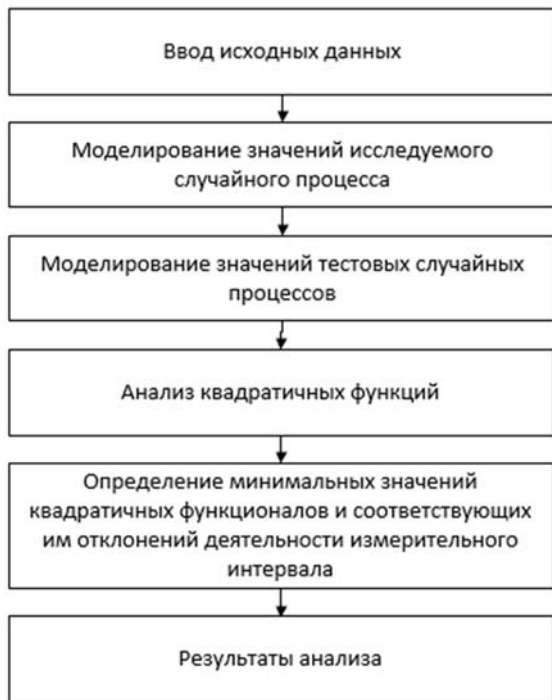 Ввод исходных данных
Моделирование значений исследуемого
случайного процесса
Моделирование значений тестовых случайных
процессов
Анализ квадратичных функций
Определение минимальных значений
квадратичных функционалов и соответствующих
им отклонений деятельности измерительного
интервала
Результаты анализа